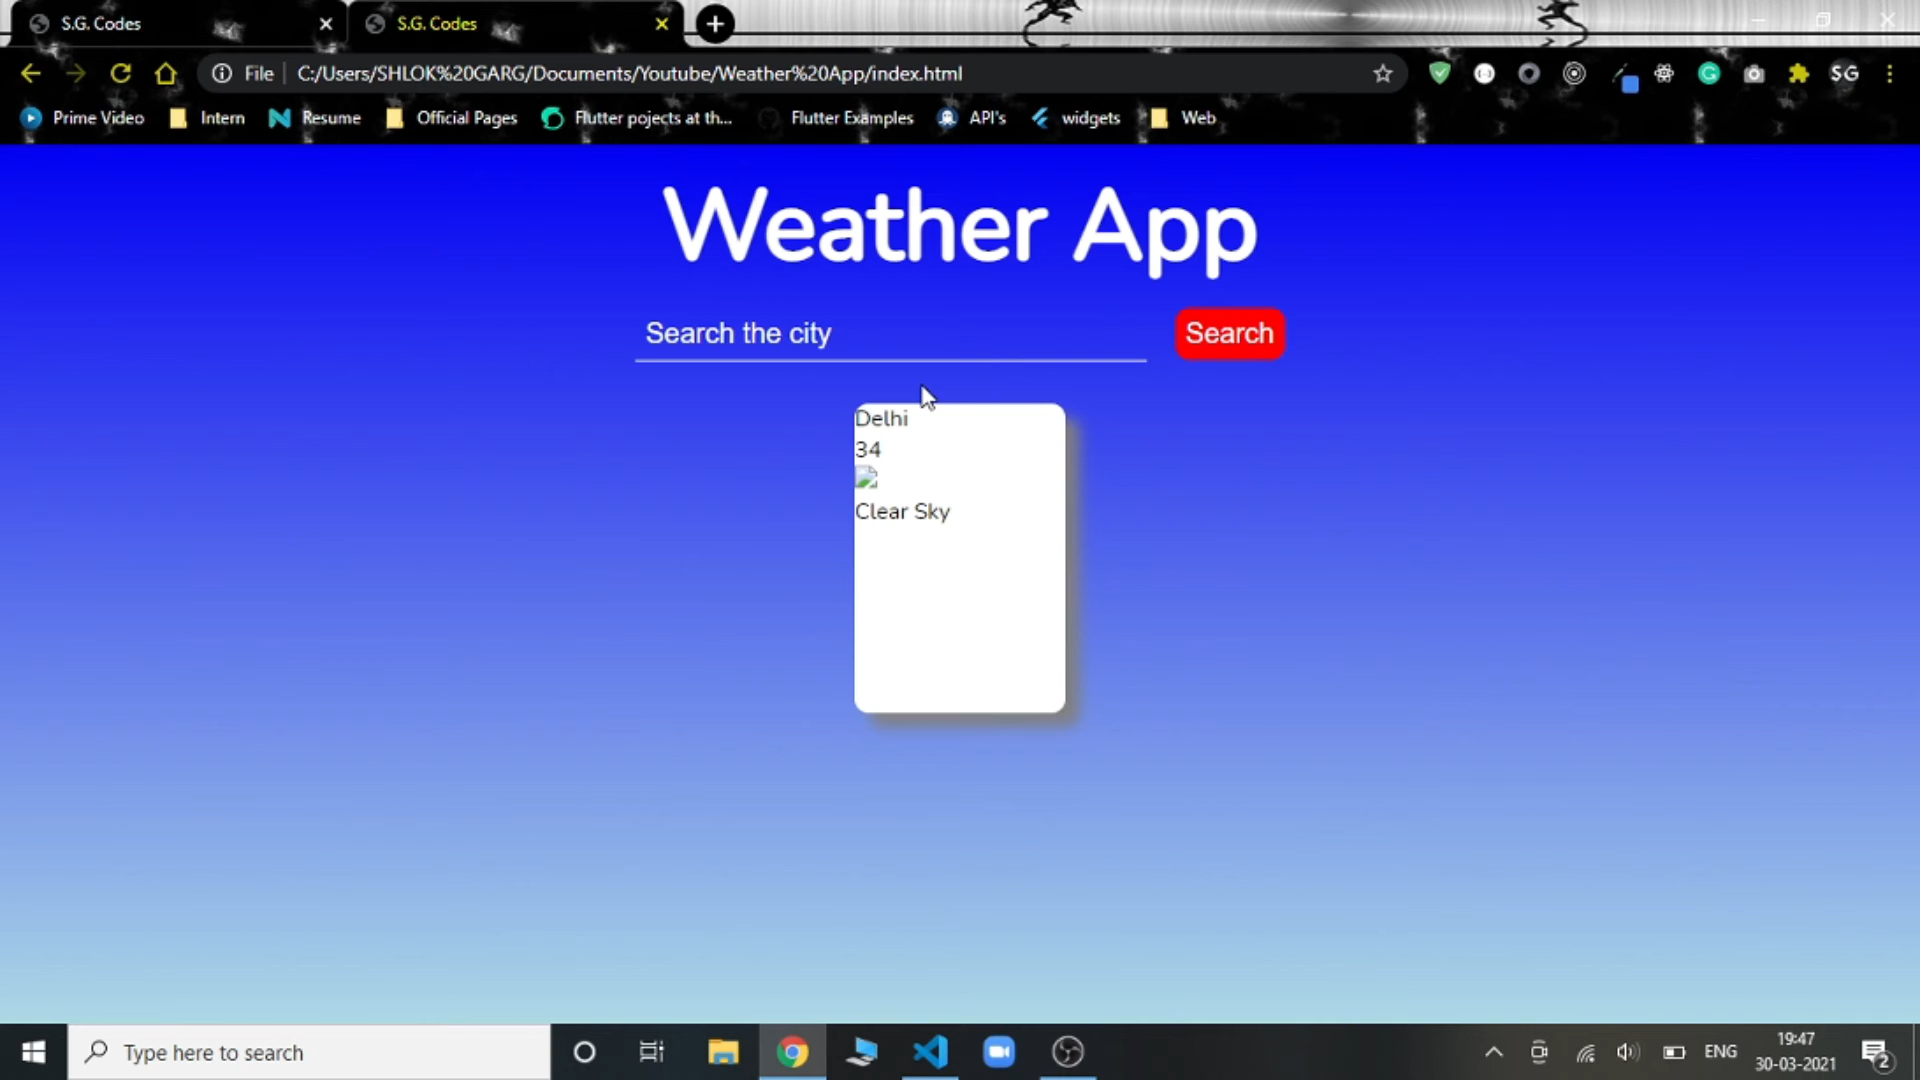 S.G. Codes
S.G. Codes
File
C:/Users/SHLOK%20GARG/Documents/Youtube/Weather%20App/index.html
SG
Prime Video
Intern
Resume
Official Pages
Flutter pojects at th...
Flutter Examples
API's
widgets
Web
Weather App
Search the city
Search
Delhi
34
Clear Sky
Type here to search
ENG
19:47
30-03-2021
2